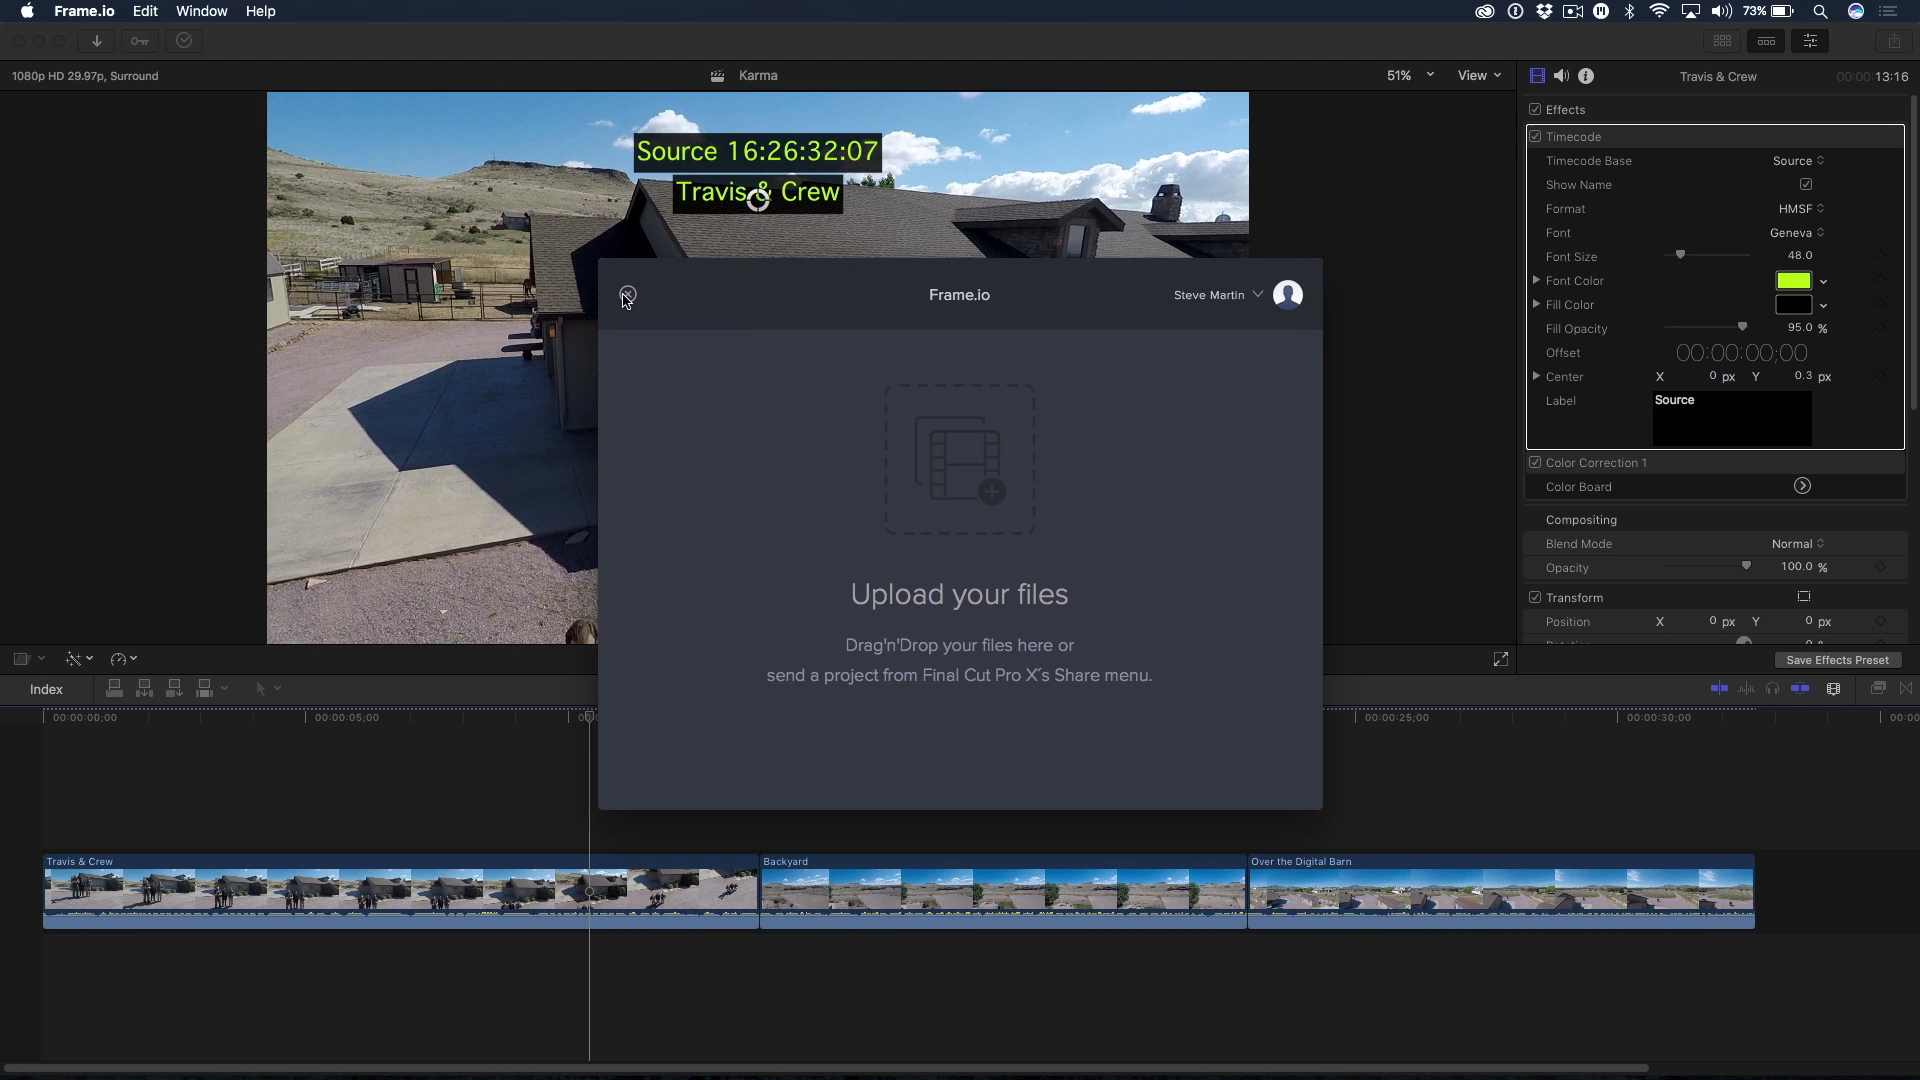 Frame.io Edit Window Help
73%
1080p HD 29.97p, Surround
Karma
51%
View
Travis & Crew
00:00:13:16
Source 16:26:32:07
Travis & Crew
Effects
Timecode
Timecode Base Source
Show Name
Format HMSF
Font Geneva
Font Size 48.0
Font Color
Fill Color
Fill Opacity 95.0 %
Offset 00:00:00;00
Center X 0 px Y 0.3 px
Label Source
Color Correction 1
Color Board
Compositing
Blend Mode Normal
Opacity 100.0 %
Transform
Position X 0 px Y 0 px
Save Effects Preset
Frame.io
Steve Martin
Upload your files
Drag'n'Drop your files here or
send a project from Final Cut Pro X's Share menu.
Index
00:00:00;00 00:00:05;00 00:00:25;00 00:00:30;00 00:00
Travis & Crew Backyard Over the Digital Barn